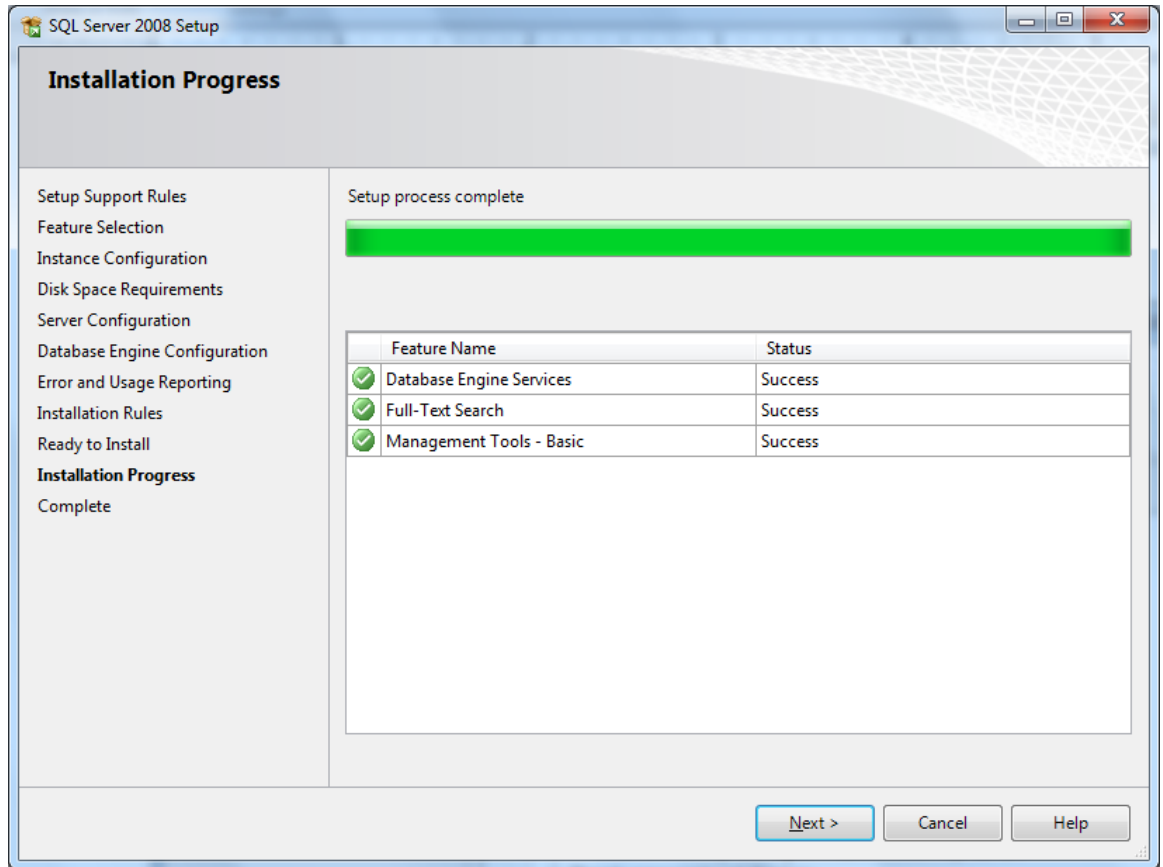 SQL Server 2008 Setup
Installation Progress
Setup Support Rules
Feature Selection
Instance Configuration
Disk Space Requirements
Server Configuration
Database Engine Configuration
Error and Usage Reporting
Installation Rules
Ready to Install
Installation Progress
Complete
Setup process complete
Feature Name Status
Database Engine Services Success
Full-Text Search Success
Management Tools - Basic Success
Next > Cancel Help